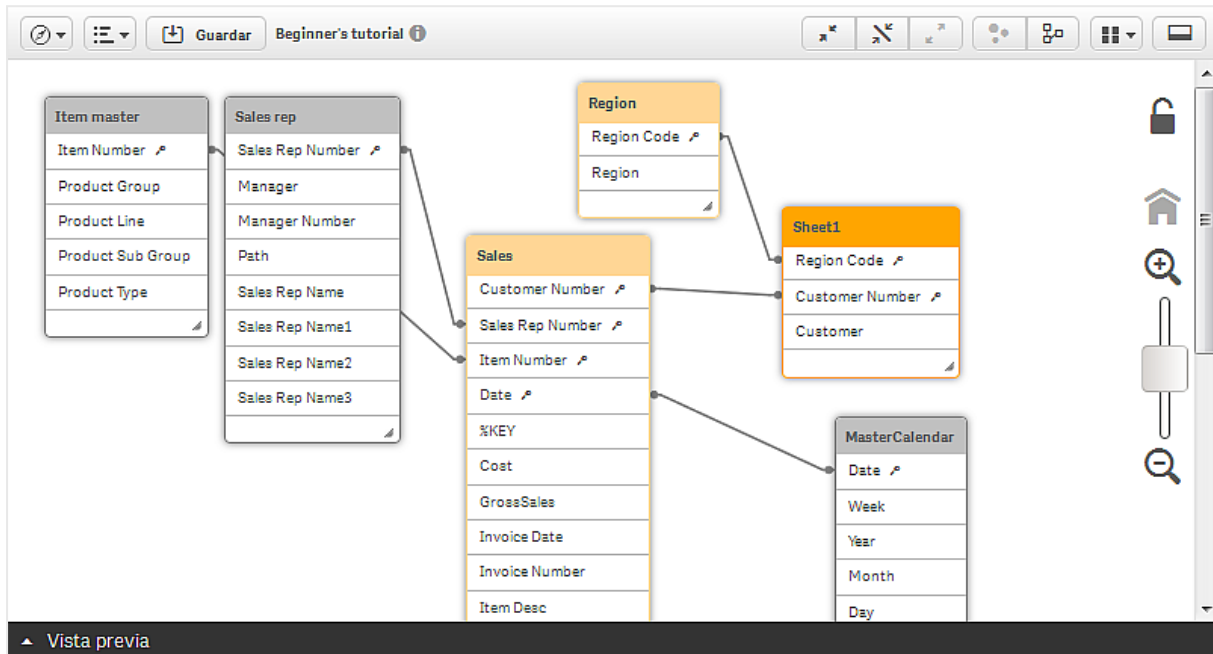 Guardar
Beginner's tutorial
Item master
Item Number
Product Group
Product Line
Product Sub Group
Product Type
Sales rep
Sales Rep Number
Manager
Manager Number
Path
Sales Rep Name
Sales Rep Name1
Sales Rep Name2
Sales Rep Name3
Region
Region Code
Region
Sales
Customer Number
Sales Rep Number
Item Number
Date
%KEY
Cost
GrossSales
Invoice Date
Invoice Number
Item Desc
Sheet1
Region Code
Customer Number
Customer
MasterCalendar
Date
Week
Year
Month
Day
Vista previa